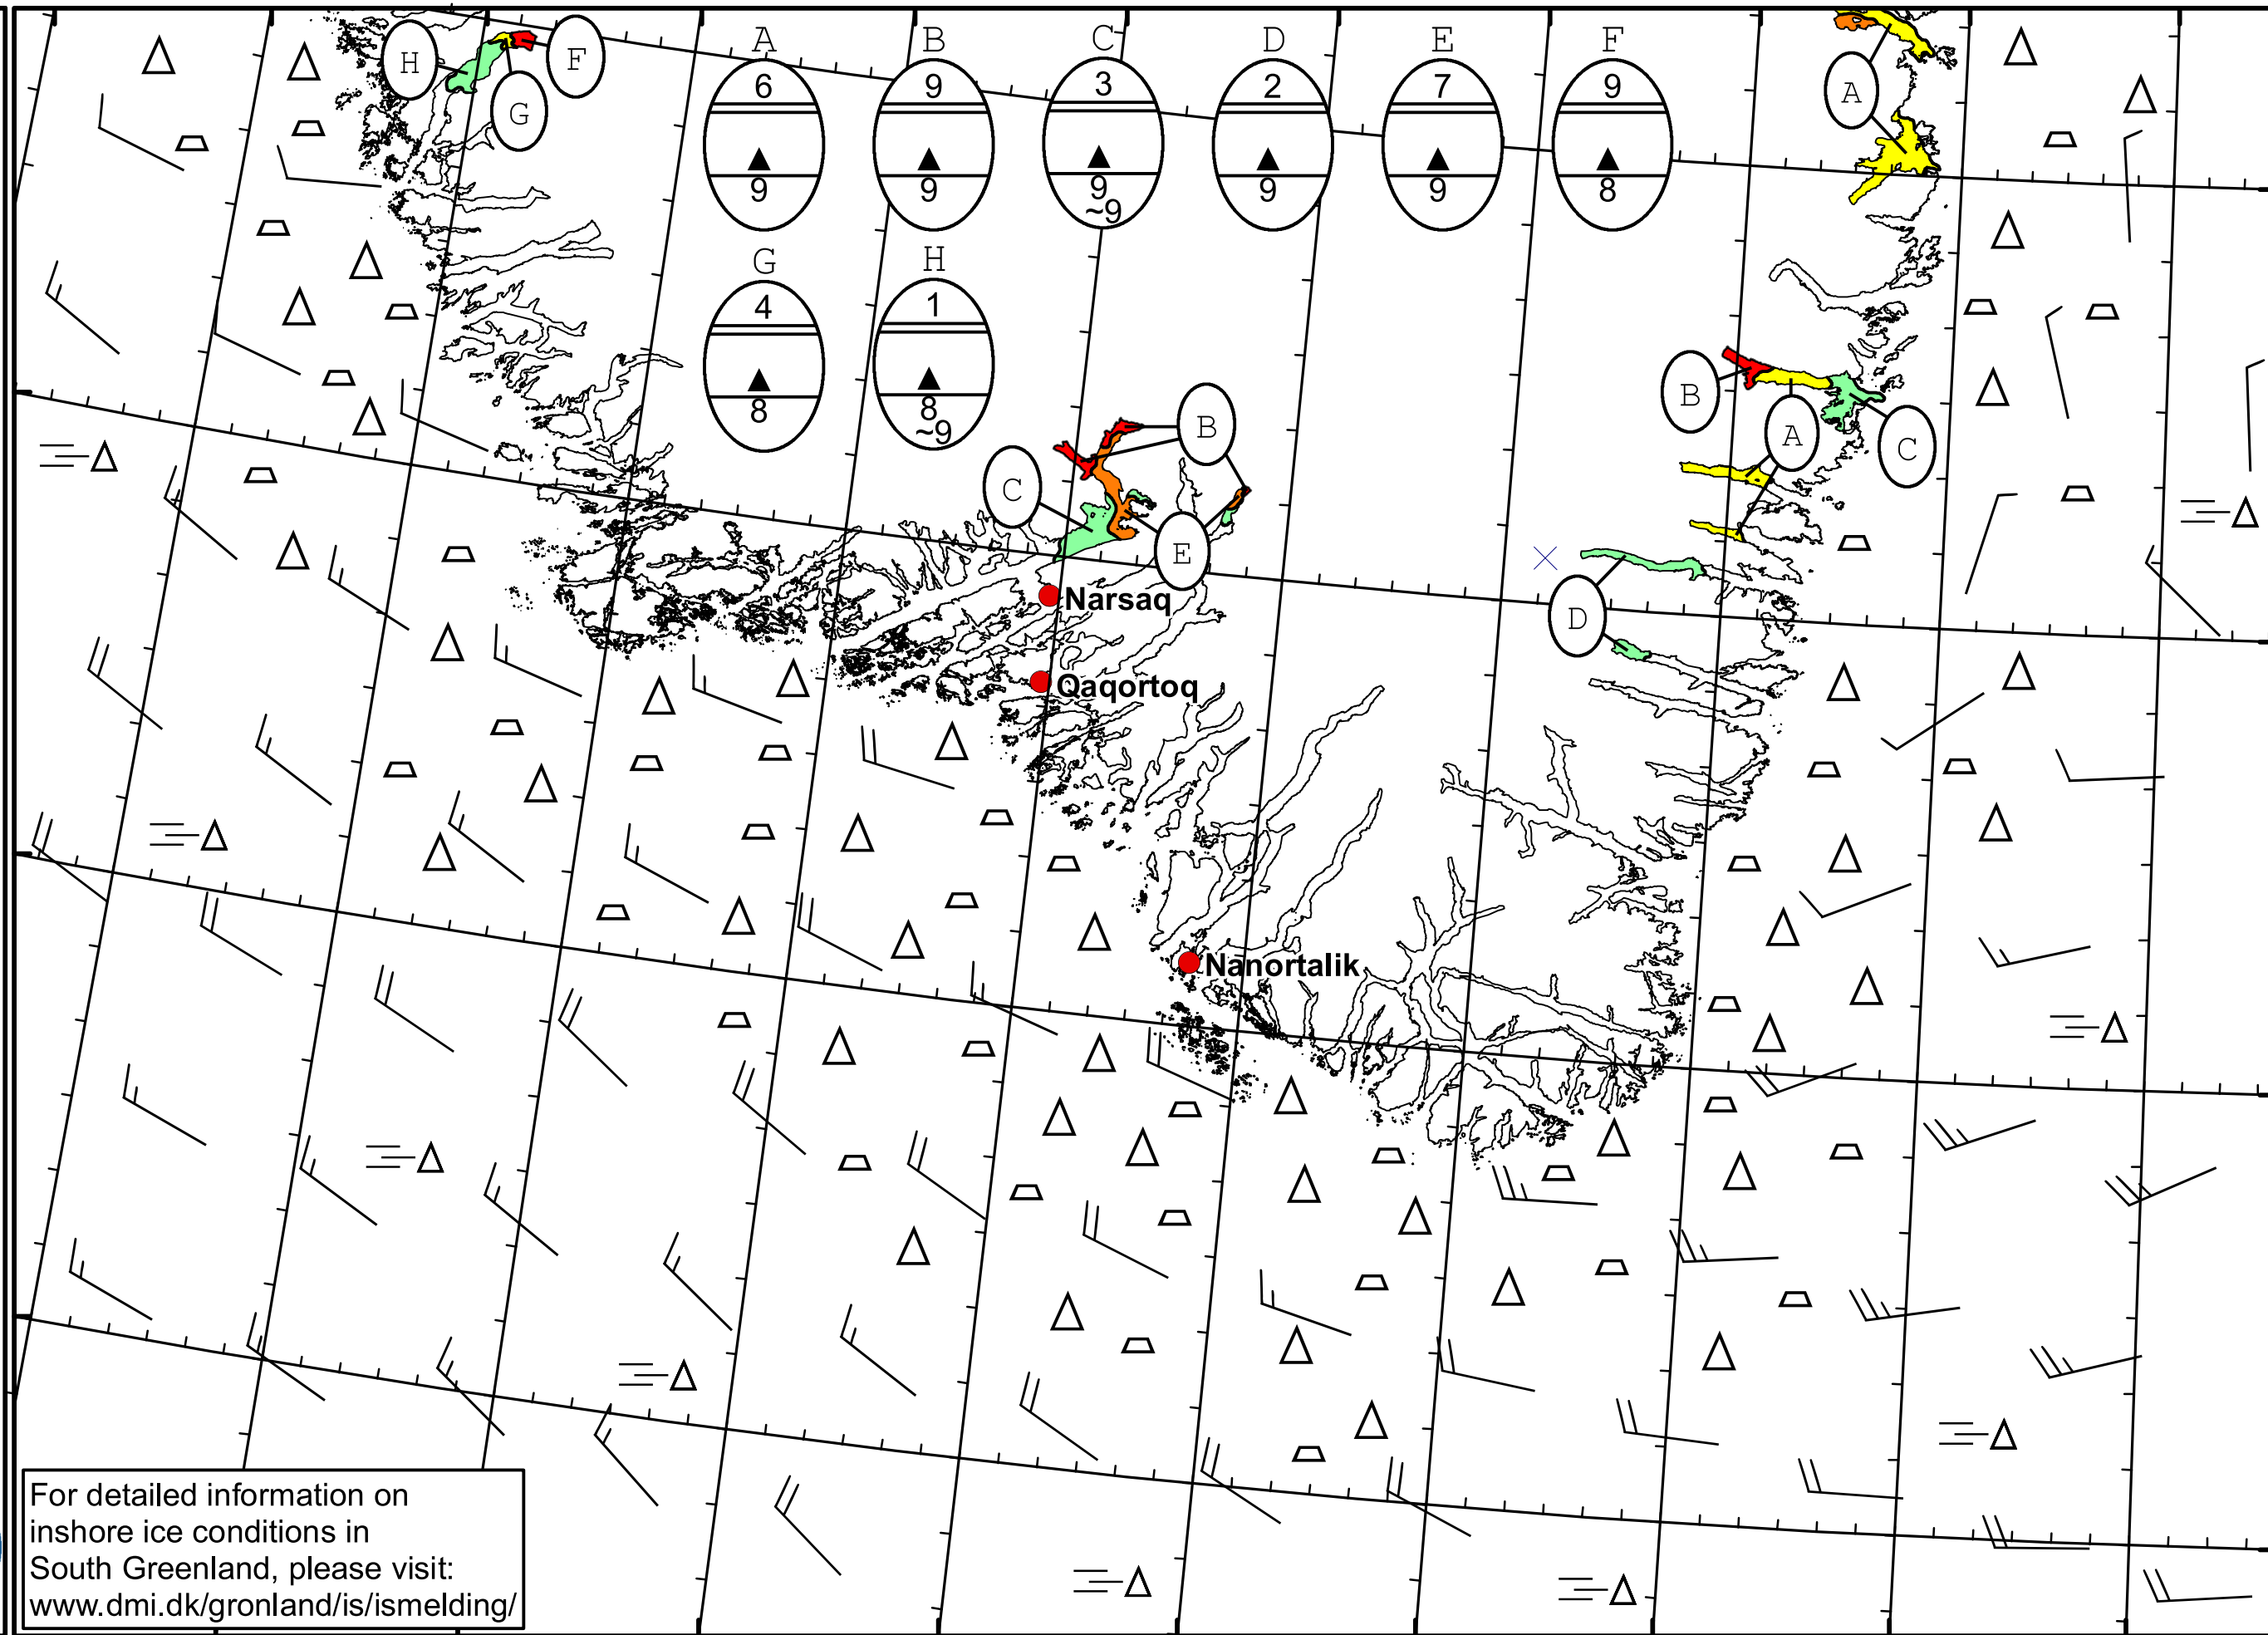 A B C D E F
6 9 3 2 7 9
9 9 9 9 9 8
~9
G H
4 1
8 8
~9
H F
G
A
B
A
C
B
C
E
D
Narsaq
Qaqortoq
Nanortalik
For detailed information on
inshore ice conditions in
South Greenland, please visit:
www.dmi.dk/gronland/is/ismelding/